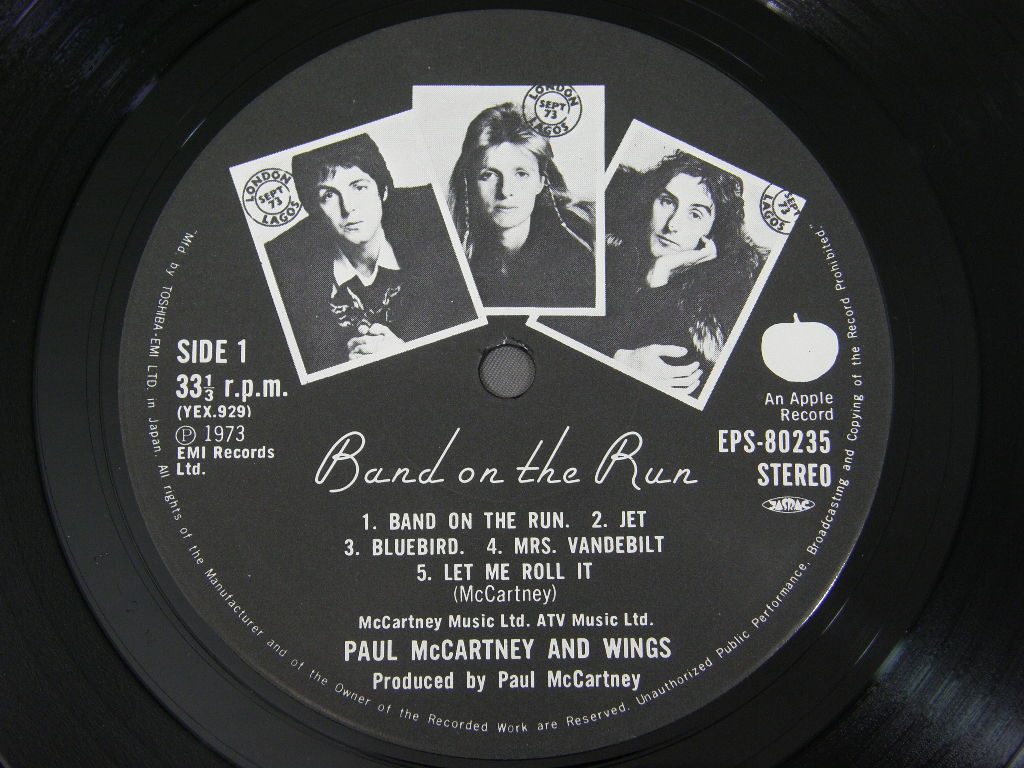 LONDON
SEPT
73
LAGOS
LONDON
SEPT
73
LAGOS
LONDON
SEPT
73
LAGOS
SIDE 1
33⅓ r.p.m.
(YEX.929)
Ⓟ 1973
EMI Records
Ltd.
An Apple
Record
EPS-80235
STEREO
JASRAC
Band on the Run
1. BAND ON THE RUN. 2. JET
3. BLUEBIRD. 4. MRS. VANDEBILT
5. LET ME ROLL IT
(McCartney)
McCartney Music Ltd. ATV Music Ltd.
PAUL McCARTNEY AND WINGS
Produced by Paul McCartney
"Mfd by TOSHIBA-EMI LTD. in Japan. All rights of the Manufacturer and of the Owner of the Recorded Work are Reserved. Unauthorized Public Performance, Broadcasting and Copying of the Record Prohibited."